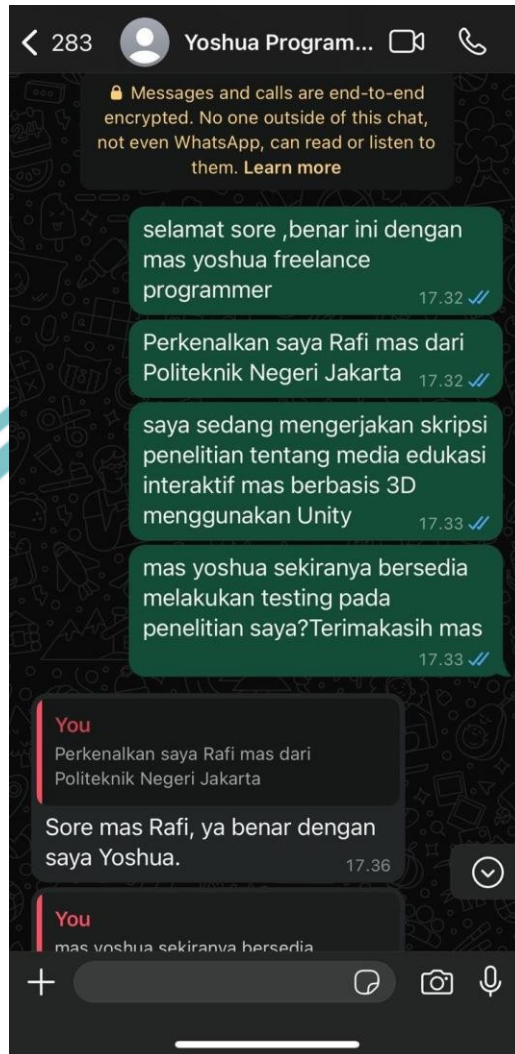 283
Yoshua Program...
Messages and calls are end-to-end
encrypted. No one outside of this chat,
not even WhatsApp, can read or listen to
them. Learn more
selamat sore ,benar ini dengan
mas yoshua freelance
programmer
17.32
Perkenalkan saya Rafi mas dari
Politeknik Negeri Jakarta
17.32
saya sedang mengerjakan skripsi
penelitian tentang media edukasi
interaktif mas berbasis 3D
menggunakan Unity
17.33
mas yoshua sekiranya bersedia
melakukan testing pada
penelitian saya?Terimakasih mas
17.33
You
Perkenalkan saya Rafi mas dari
Politeknik Negeri Jakarta
Sore mas Rafi, ya benar dengan
saya Yoshua.
17.36
You
mas yoshua sekiranya bersedia